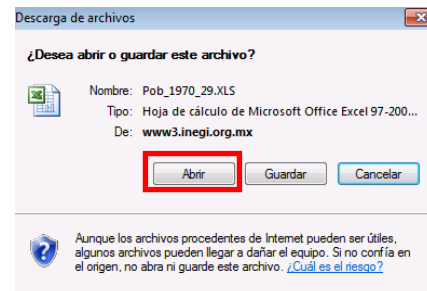 Descarga de archivos
¿Desea abrir o guardar este archivo?
Nombre: Pob_1970_29.XLS
Tipo: Hoja de cálculo de Microsoft Office Excel 97-200...
De: www3.inegi.org.mx
Abrir Guardar Cancelar
Aunque los archivos procedentes de Internet pueden ser útiles,
algunos archivos pueden llegar a dañar el equipo. Si no confía en
el origen, no abra ni guarde este archivo. ¿Cuál es el riesgo?